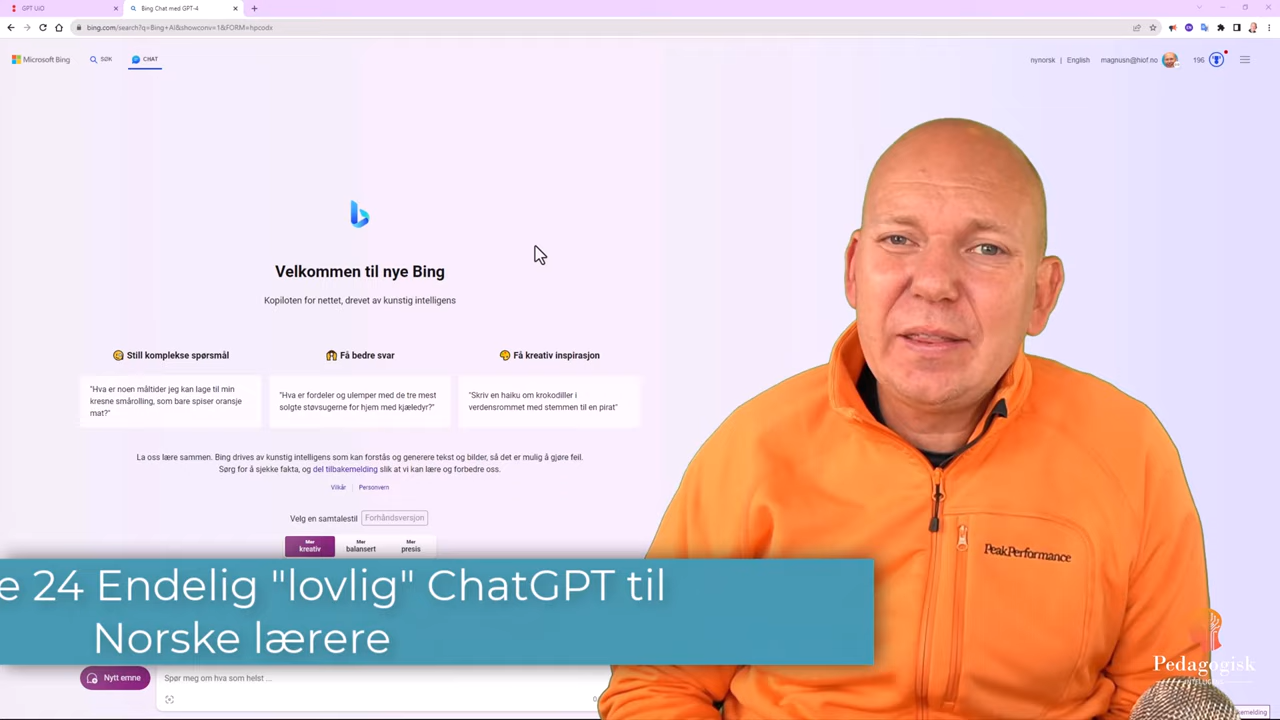 GPT UiO
Bing Chat med GPT-4
bing.com/search?q=Bing+AI&showconv=1&FORM=hpcodx
Microsoft Bing
SØK
CHAT
nynorsk | English
magnusn@hiof.no
196
Velkommen til nye Bing
Kopiloten for nettet, drevet av kunstig intelligens
Still komplekse spørsmål
Få bedre svar
Få kreativ inspirasjon
"Hva er noen måltider jeg kan lage til min
kresne smårolling, som bare spiser oransje
mat?"
"Hva er fordeler og ulemper med de tre mest
solgte støvsugerne for hjem med kjæledyr?"
"Skriv en haiku om krokodiller i
verdensrommet med stemmen til en pirat"
La oss lære sammen. Bing drives av kunstig intelligens som kan forstås og generere tekst og bilder, så det er mulig å gjøre feil.
Sørg for å sjekke fakta, og del tilbakemelding slik at vi kan lære og forbedre oss.
Vilkår | Personvern
Velg en samtalestil Forhåndsversjon
Mer
kreativ
Mer
balansert
Mer
presis
e 24 Endelig "lovlig" ChatGPT til
Norske lærere
PeakPerformance
Nytt emne
Spør meg om hva som helst ...
Pedagogisk